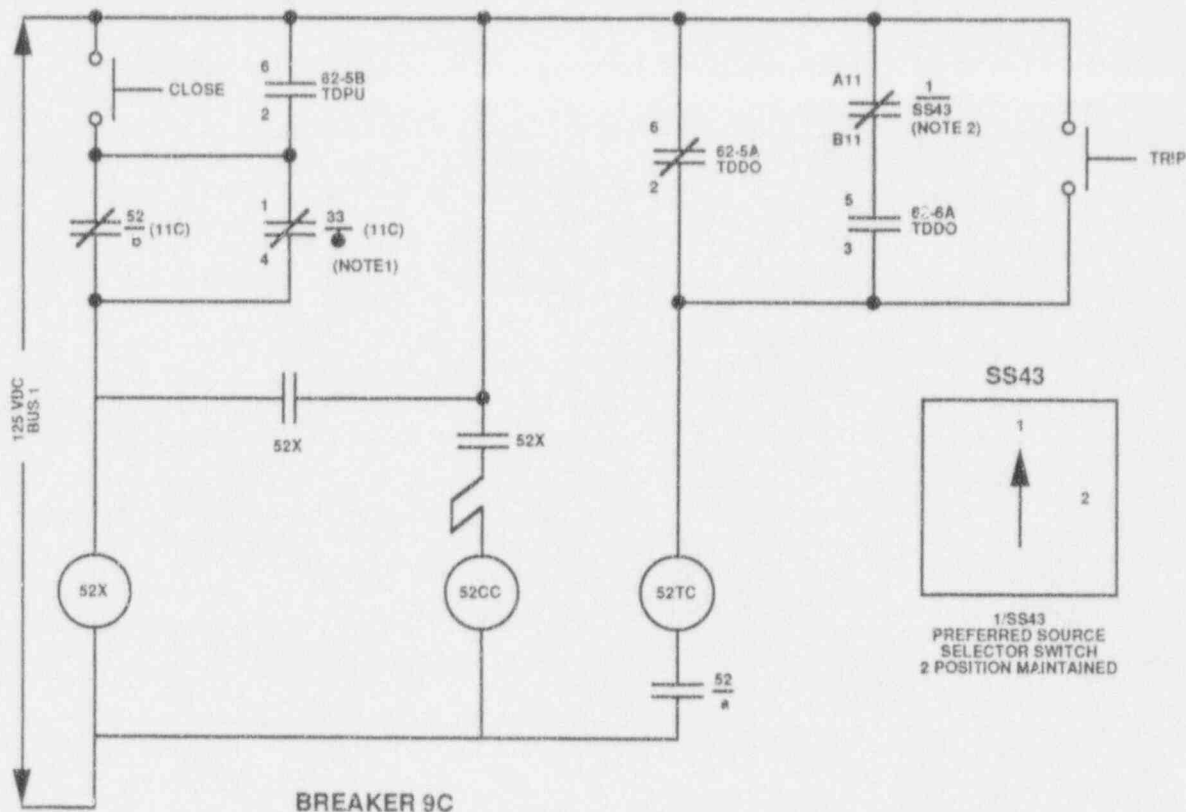 6
62-5B
TDPU
2
CLOSE
A11
1
SS43
(NOTE 2)
B11
6
62-5A
TDDO
2
TRIP
52
b
(11C)
1
33
(11C)
4
(NOTE1)
5
62-6A
TDDO
3
125 VDC
BUS 1
52X
52X
SS43
1
2
52X
52CC
52TC
1/SS43
PREFERRED SOURCE
SELECTOR SWITCH
2 POSITION MAINTAINED
52
a
BREAKER 9C